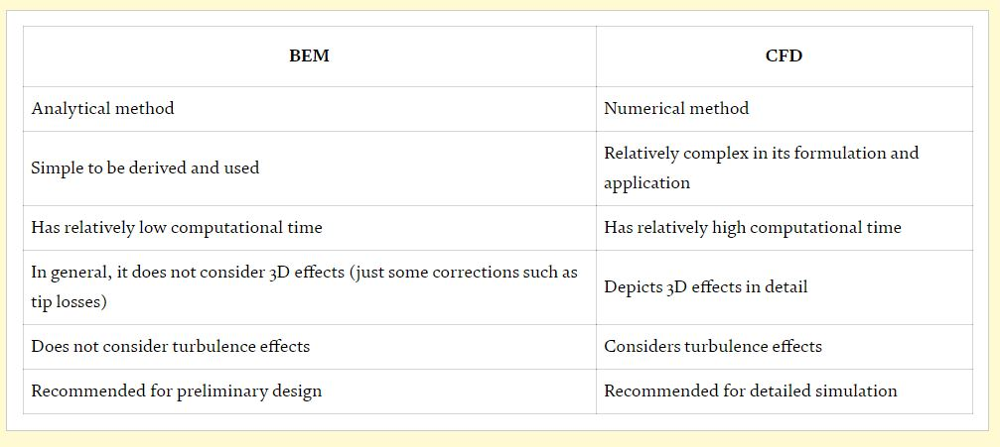 BEM
CFD
Analytical method
Numerical method
Simple to be derived and used
Relatively complex in its formulation and
application
Has relatively low computational time
Has relatively high computational time
In general, it does not consider 3D effects (just some corrections such as
tip losses)
Depicts 3D effects in detail
Does not consider turbulence effects
Considers turbulence effects
Recommended for preliminary design
Recommended for detailed simulation